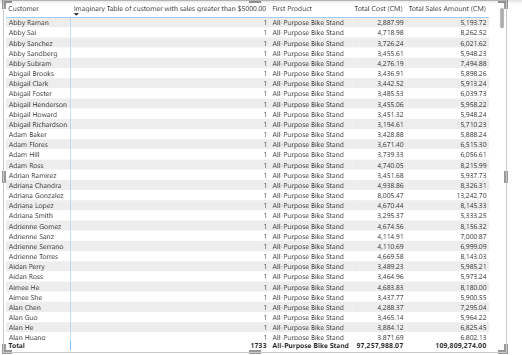 Customer Imaginary Table of customer with sales greater than $5000.00 First Product Total Cost (CM) Total Sales Amount (CM)
Abby Raman 1 All-Purpose Bike Stand 2,887.99 5,193.72
Abby Sai 1 All-Purpose Bike Stand 4,718.98 8,262.52
Abby Sanchez 1 All-Purpose Bike Stand 3,726.24 6,021.62
Abby Sandberg 1 All-Purpose Bike Stand 3,455.61 5,948.23
Abby Subram 1 All-Purpose Bike Stand 4,276.19 7,494.88
Abigail Brooks 1 All-Purpose Bike Stand 3,436.91 5,898.26
Abigail Clark 1 All-Purpose Bike Stand 3,442.52 5,913.24
Abigail Foster 1 All-Purpose Bike Stand 3,485.53 6,039.73
Abigail Henderson 1 All-Purpose Bike Stand 3,455.06 5,958.22
Abigail Howard 1 All-Purpose Bike Stand 3,451.32 5,948.24
Abigail Richardson 1 All-Purpose Bike Stand 3,194.61 5,710.23
Adam Baker 1 All-Purpose Bike Stand 3,428.88 5,888.24
Adam Flores 1 All-Purpose Bike Stand 3,671.40 6,515.30
Adam Hill 1 All-Purpose Bike Stand 3,739.33 6,056.61
Adam Ross 1 All-Purpose Bike Stand 4,740.05 8,215.99
Adrian Ramirez 1 All-Purpose Bike Stand 3,451.68 5,937.73
Adriana Chandra 1 All-Purpose Bike Stand 4,938.86 8,326.31
Adriana Gonzalez 1 All-Purpose Bike Stand 8,005.47 13,242.70
Adriana Lopez 1 All-Purpose Bike Stand 4,670.44 8,145.33
Adriana Smith 1 All-Purpose Bike Stand 3,295.37 5,333.25
Adrienne Gomez 1 All-Purpose Bike Stand 4,674.56 8,156.32
Adrienne Sanz 1 All-Purpose Bike Stand 4,114.91 7,000.87
Adrienne Serrano 1 All-Purpose Bike Stand 4,110.69 6,999.09
Adrienne Torres 1 All-Purpose Bike Stand 4,669.58 8,143.03
Aidan Perry 1 All-Purpose Bike Stand 3,489.23 5,985.21
Aidan Ross 1 All-Purpose Bike Stand 3,464.96 5,973.24
Aimee He 1 All-Purpose Bike Stand 4,683.83 8,180.00
Aimee She 1 All-Purpose Bike Stand 3,437.77 5,900.55
Alan Chen 1 All-Purpose Bike Stand 4,288.37 7,295.04
Alan Guo 1 All-Purpose Bike Stand 3,465.14 5,964.22
Alan He 1 All-Purpose Bike Stand 3,884.12 6,825.45
Alan Huang 1 All-Purpose Bike Stand 3,871.69 6,802.13
Total 1733 All-Purpose Bike Stand 97,257,988.07 109,809,274.00